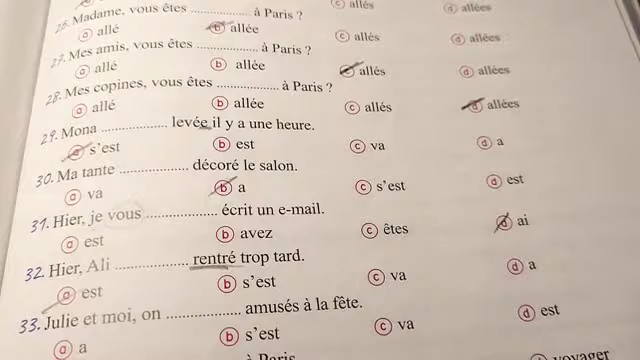 ⓒ allés ⓓ allées
26. Madame, vous êtes .................. à Paris ?
ⓐ allé ⓑ allée ⓒ allés ⓓ allées
27. Mes amis, vous êtes .................. à Paris ?
ⓐ allé ⓑ allée ⓒ allés ⓓ allées
28. Mes copines, vous êtes .................. à Paris ?
ⓐ allé ⓑ allée ⓒ allés ⓓ allées
29. Mona .................. levée il y a une heure.
ⓐ s'est ⓑ est ⓒ va ⓓ a
30. Ma tante .................. décoré le salon.
ⓐ va ⓑ a ⓒ s'est ⓓ est
31. Hier, je vous .................. écrit un e-mail.
ⓐ est ⓑ avez ⓒ êtes ⓓ ai
32. Hier, Ali .................. rentré trop tard.
ⓐ est ⓑ s'est ⓒ va ⓓ a
33. Julie et moi, on .................. amusés à la fête.
ⓐ a ⓑ s'est ⓒ va ⓓ est
à Paris
ⓓ voyager